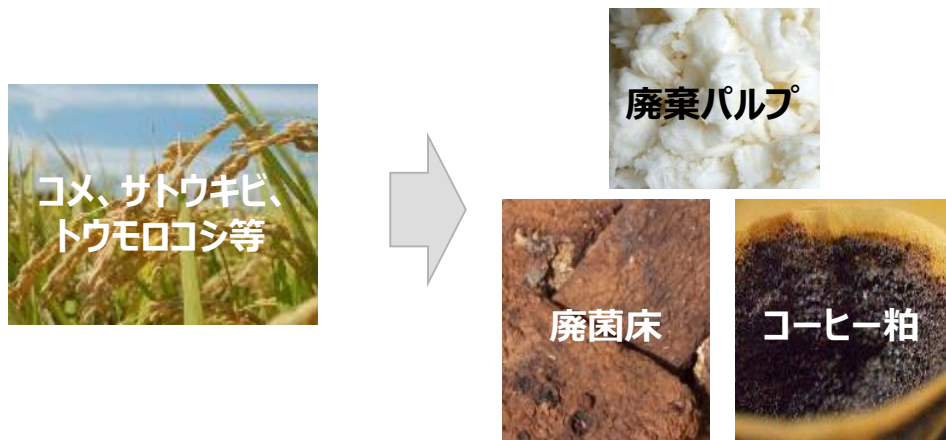 コメ、サトウキビ、
トウモロコシ等
廃棄パルプ
廃菌床
コーヒー粕